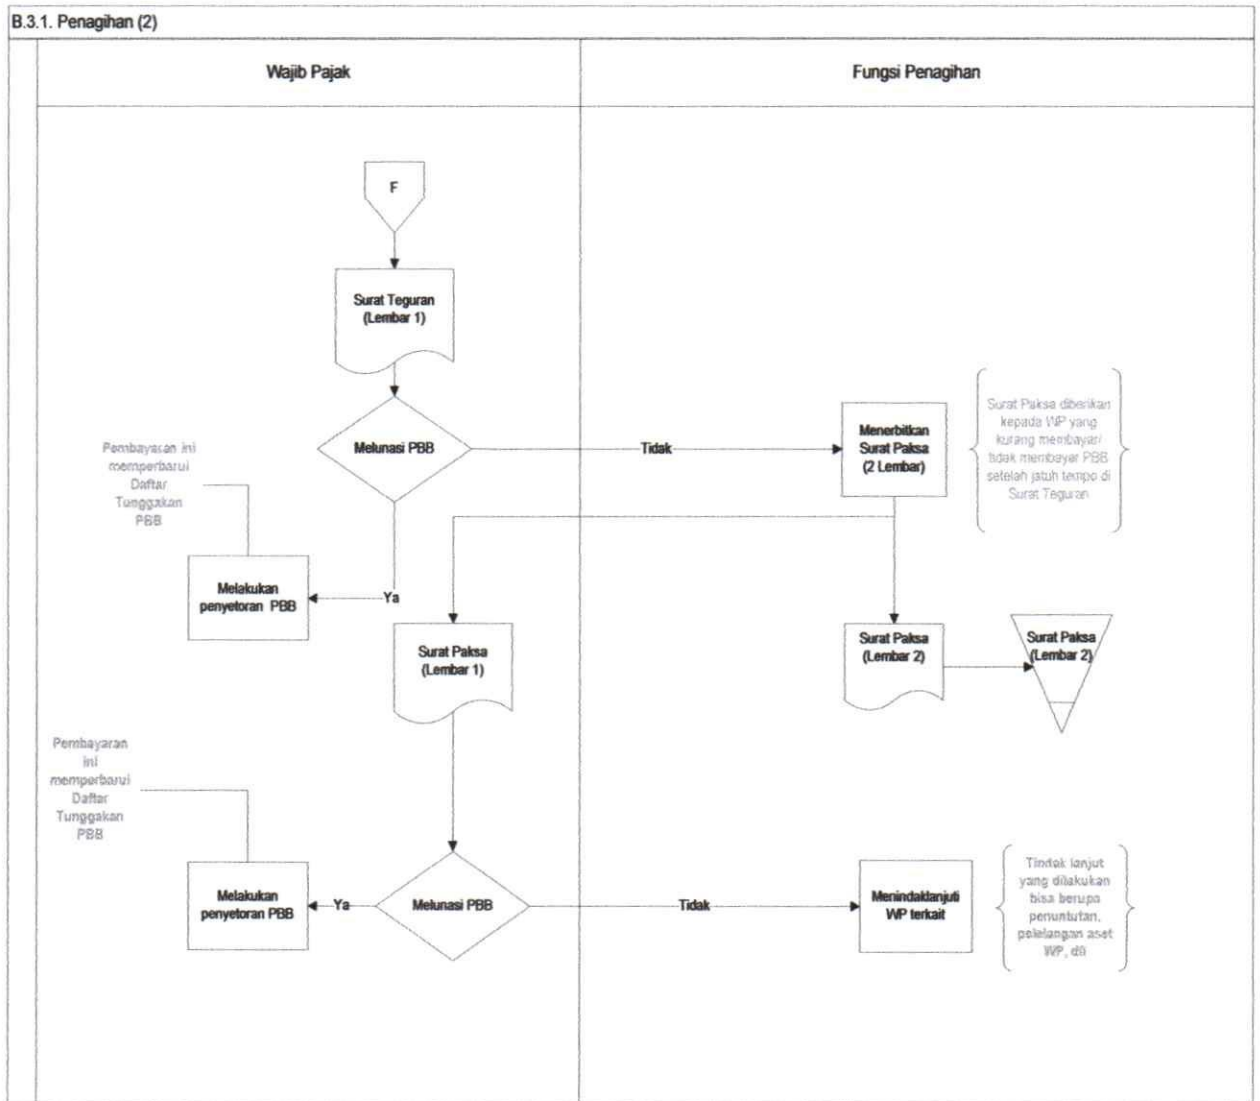 B.3.1. Penagihan (2)
Wajib Pajak
Fungsi Penagihan
F
Surat Teguran
(Lembar 1)
Melunasi PBB
Tidak
Menerbitkan
Surat Paksa
(2 Lembar)
Surat Paksa diberikan
kepada WP yang
kurang membayar/
tidak membayar PBB
setelah jatuh tempo di
Surat Teguran
Pembayaran ini
memperbarui
Daftar
Tunggakan
PBB
Melakukan
penyetoran PBB
Ya
Surat Paksa
(Lembar 1)
Surat Paksa
(Lembar 2)
Surat Paksa
(Lembar 2)
Pembayaran
ini
memperbarui
Daftar
Tunggakan
PBB
Melakukan
penyetoran PBB
Ya
Melunasi PBB
Tidak
Menindaklanjuti
WP terkait
Tindak lanjut
yang dilakukan
bisa berupa
penuntutan,
pelelangan aset
WP, dll